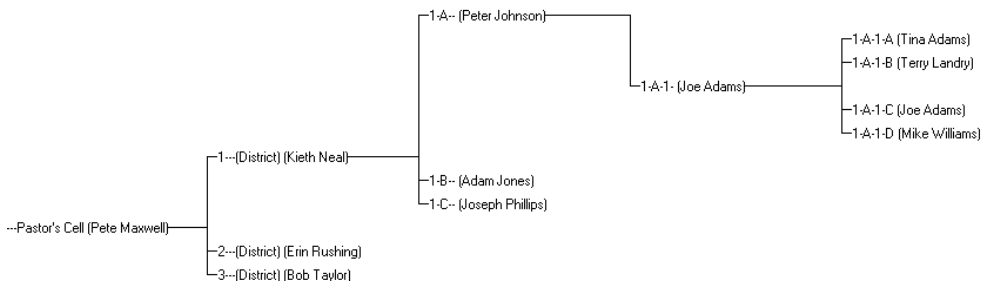 1-A-- (Peter Johnson)
1-A-1-A (Tina Adams)
1-A-1-B (Terry Landry)
1-A-1- (Joe Adams)
1-A-1-C (Joe Adams)
1-A-1-D (Mike Williams)
1---(District) (Kieth Neal)
1-B-- (Adam Jones)
1-C-- (Joseph Phillips)
---Pastor's Cell (Pete Maxwell)
2---(District) (Erin Rushing)
3---(District) (Bob Taylor)